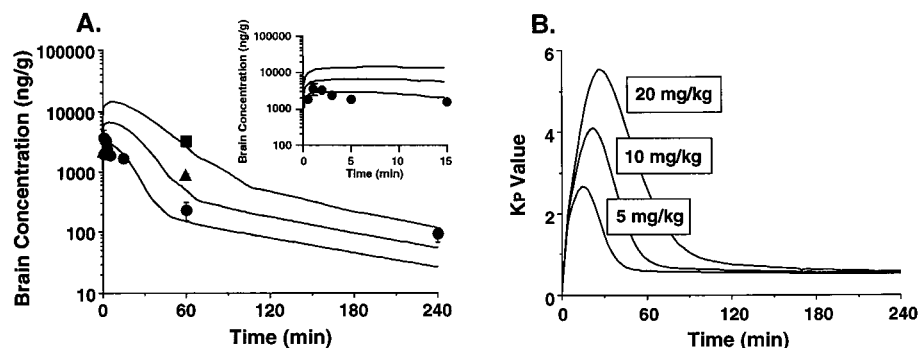 A.
Brain Concentration (ng/g)
100000
10000
1000
100
10
0
60
120
180
240
Time (min)
Brain Concentration (ng/g)
100000
10000
1000
100
0
5
10
15
Time (min)
B.
KP Value
6
4
2
0
20 mg/kg
10 mg/kg
5 mg/kg
0
60
120
180
240
Time (min)